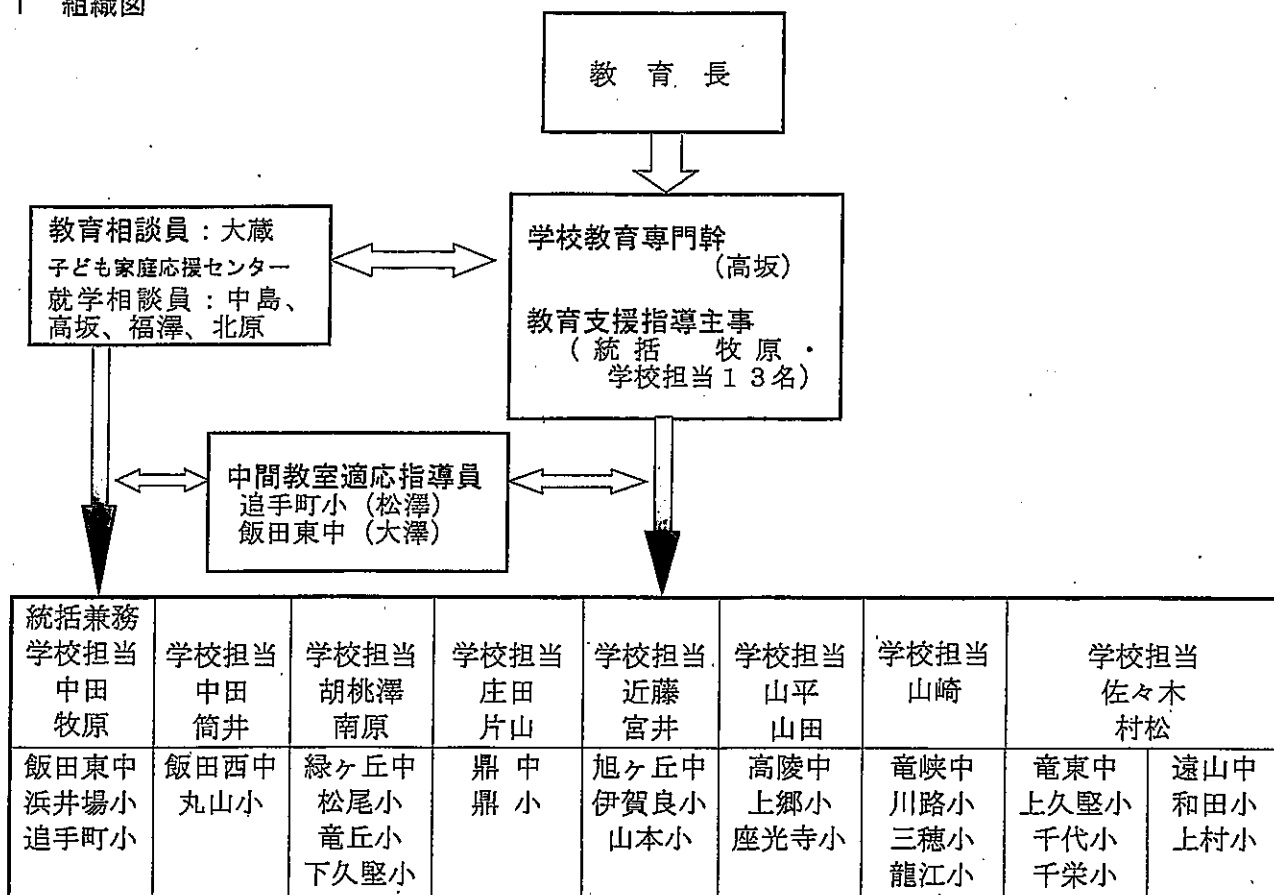 1 組織図
教育長
教育相談員：大蔵
子ども家庭応援センター
就学相談員：中島、
高坂、福澤、北原
学校教育専門幹
（高坂）
教育支援指導主事
（統括 牧原・
学校担当１３名）
中間教室適応指導員
追手町小（松澤）
飯田東中（大澤）
統括兼務
学校担当
中田
牧原
学校担当
中田
筒井
学校担当
胡桃澤
南原
学校担当
庄田
片山
学校担当
近藤
宮井
学校担当
山平
山田
学校担当
山崎
学校担当
佐々木
村松
飯田東中
浜井場小
追手町小
飯田西中
丸山小
緑ヶ丘中
松尾小
竜丘小
下久堅小
鼎中
鼎小
旭ヶ丘中
伊賀良小
山本小
高陵中
上郷小
座光寺小
竜峡中
川路小
三穂小
龍江小
竜東中
上久堅小
千代小
千栄小
遠山中
和田小
上村小